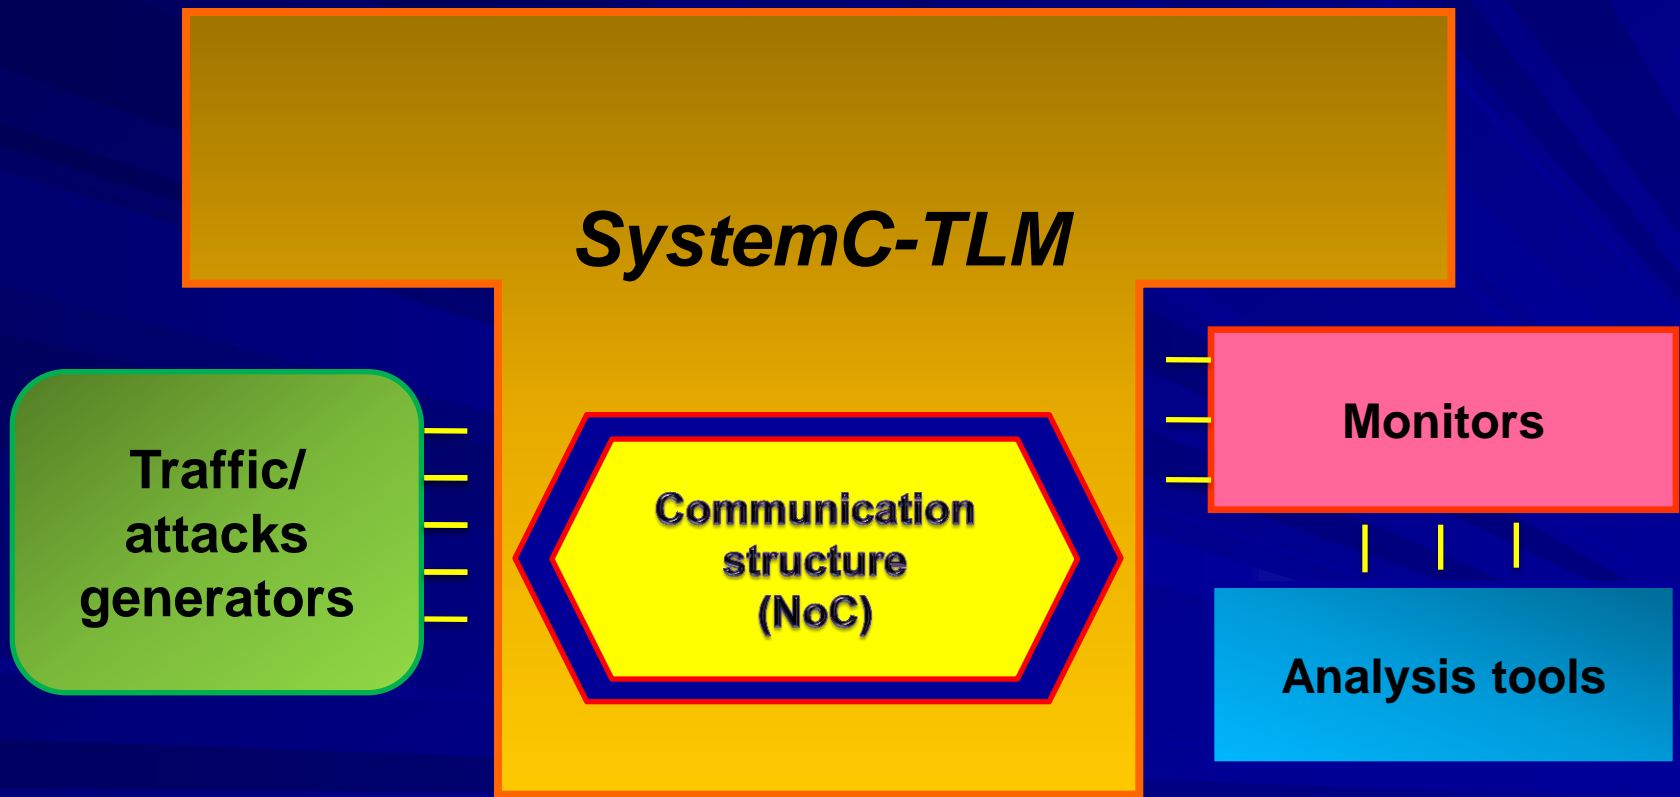 SystemC-TLM
Traffic/
attacks
generators
Communication
structure
(NoC)
Monitors
Analysis tools